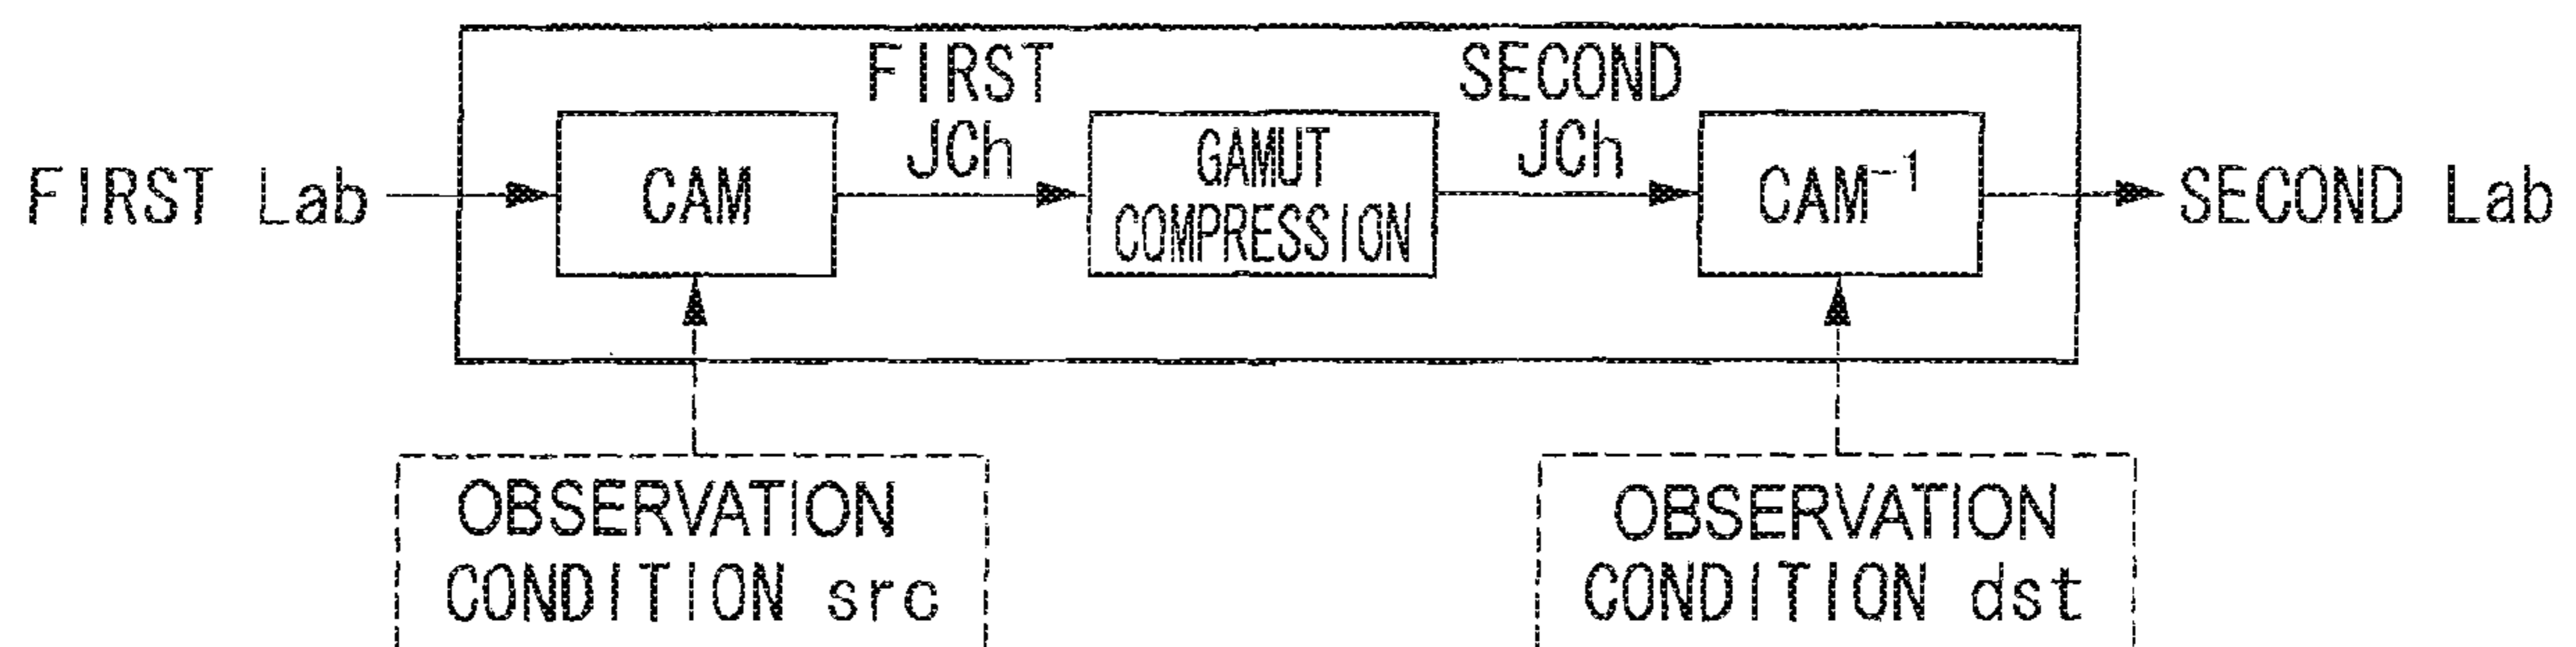 FIRST Lab
CAM
FIRST
JCh
GAMUT
COMPRESSION
SECOND
JCh
CAM⁻¹
SECOND Lab
OBSERVATION
CONDITION src
OBSERVATION
CONDITION dst